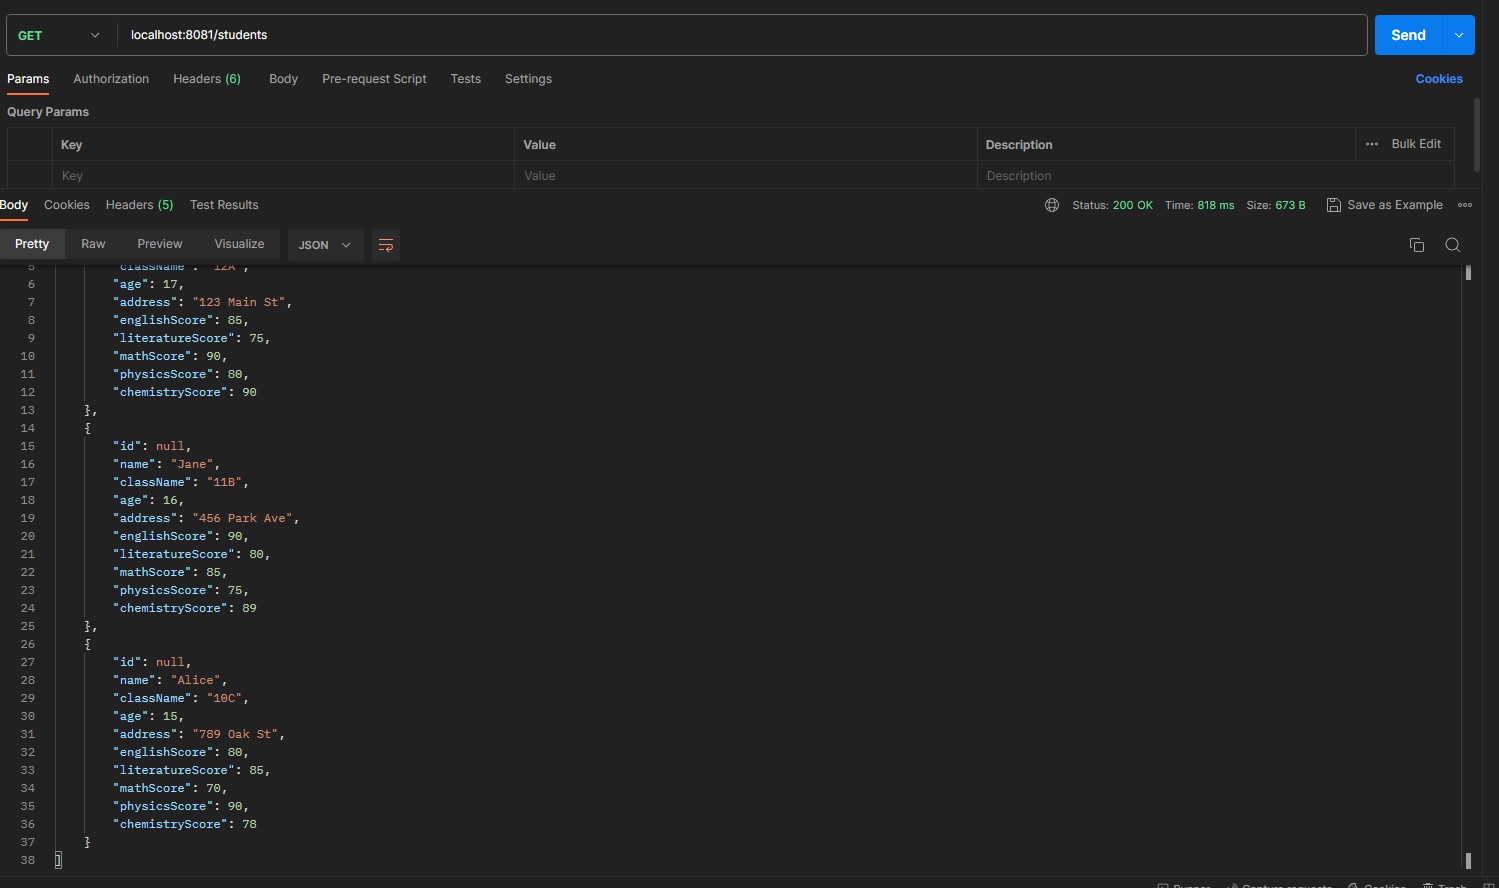 GET localhost:8081/students Send
Params Authorization Headers (6) Body Pre-request Script Tests Settings Cookies
Query Params
Key Value Description ••• Bulk Edit
Key Value Description
Body Cookies Headers (5) Test Results Status: 200 OK Time: 818 ms Size: 673 B Save as Example
Pretty Raw Preview Visualize JSON
5 "className": "12A",
6 "age": 17,
7 "address": "123 Main St",
8 "englishScore": 85,
9 "literatureScore": 75,
10 "mathScore": 90,
11 "physicsScore": 80,
12 "chemistryScore": 90
13 },
14 {
15 "id": null,
16 "name": "Jane",
17 "className": "11B",
18 "age": 16,
19 "address": "456 Park Ave",
20 "englishScore": 90,
21 "literatureScore": 80,
22 "mathScore": 85,
23 "physicsScore": 75,
24 "chemistryScore": 89
25 },
26 {
27 "id": null,
28 "name": "Alice",
29 "className": "10C",
30 "age": 15,
31 "address": "789 Oak St",
32 "englishScore": 80,
33 "literatureScore": 85,
34 "mathScore": 70,
35 "physicsScore": 90,
36 "chemistryScore": 78
37 }
38 ]
Runner Capture requests Cookies Trash